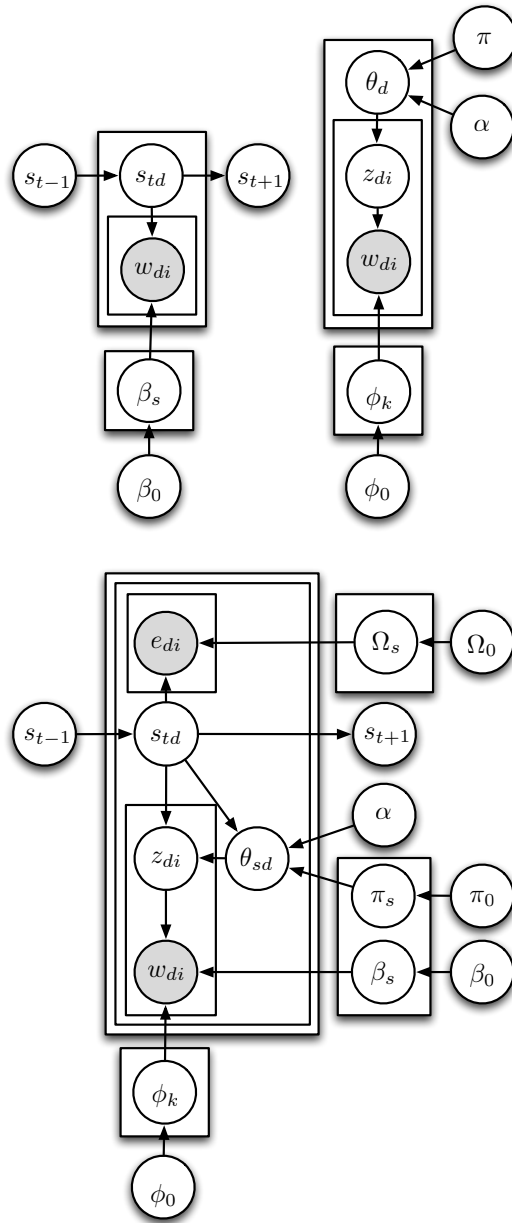 π
θ_d
α
s_{t−1}
s_{td}
s_{t+1}
z_{di}
w_{di}
w_{di}
β_s
ϕ_k
β_0
ϕ_0
e_{di}
Ω_s
Ω_0
s_{t−1}
s_{td}
s_{t+1}
α
z_{di}
θ_{sd}
π_s
π_0
w_{di}
β_s
β_0
ϕ_k
ϕ_0